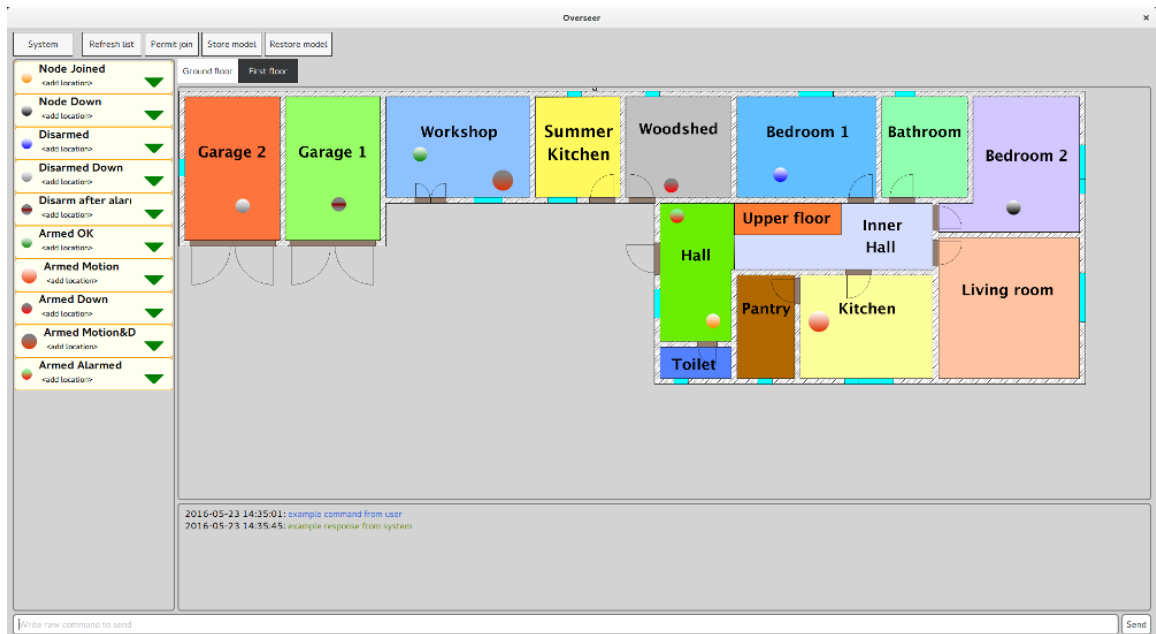 Overseer
×
System
Refresh list
Permit join
Store model
Restore model
Node Joined
<add location>
Node Down
<add location>
Disarmed
<add location>
Disarmed Down
<add location>
Disarm after aları
<add location>
Armed OK
<add location>
Armed Motion
<add location>
Armed Down
<add location>
Armed Motion&D
<add location>
Armed Alarmed
<add location>
Ground floor
First floor
Garage 2
Garage 1
Workshop
Summer
Kitchen
Woodshed
Bedroom 1
Bathroom
Bedroom 2
Upper floor
Inner
Hall
Hall
Living room
Pantry
Kitchen
Toilet
2016-05-23 14:35:01: example command from user
2016-05-23 14:35:45: example response from system
Write raw command to send
Send